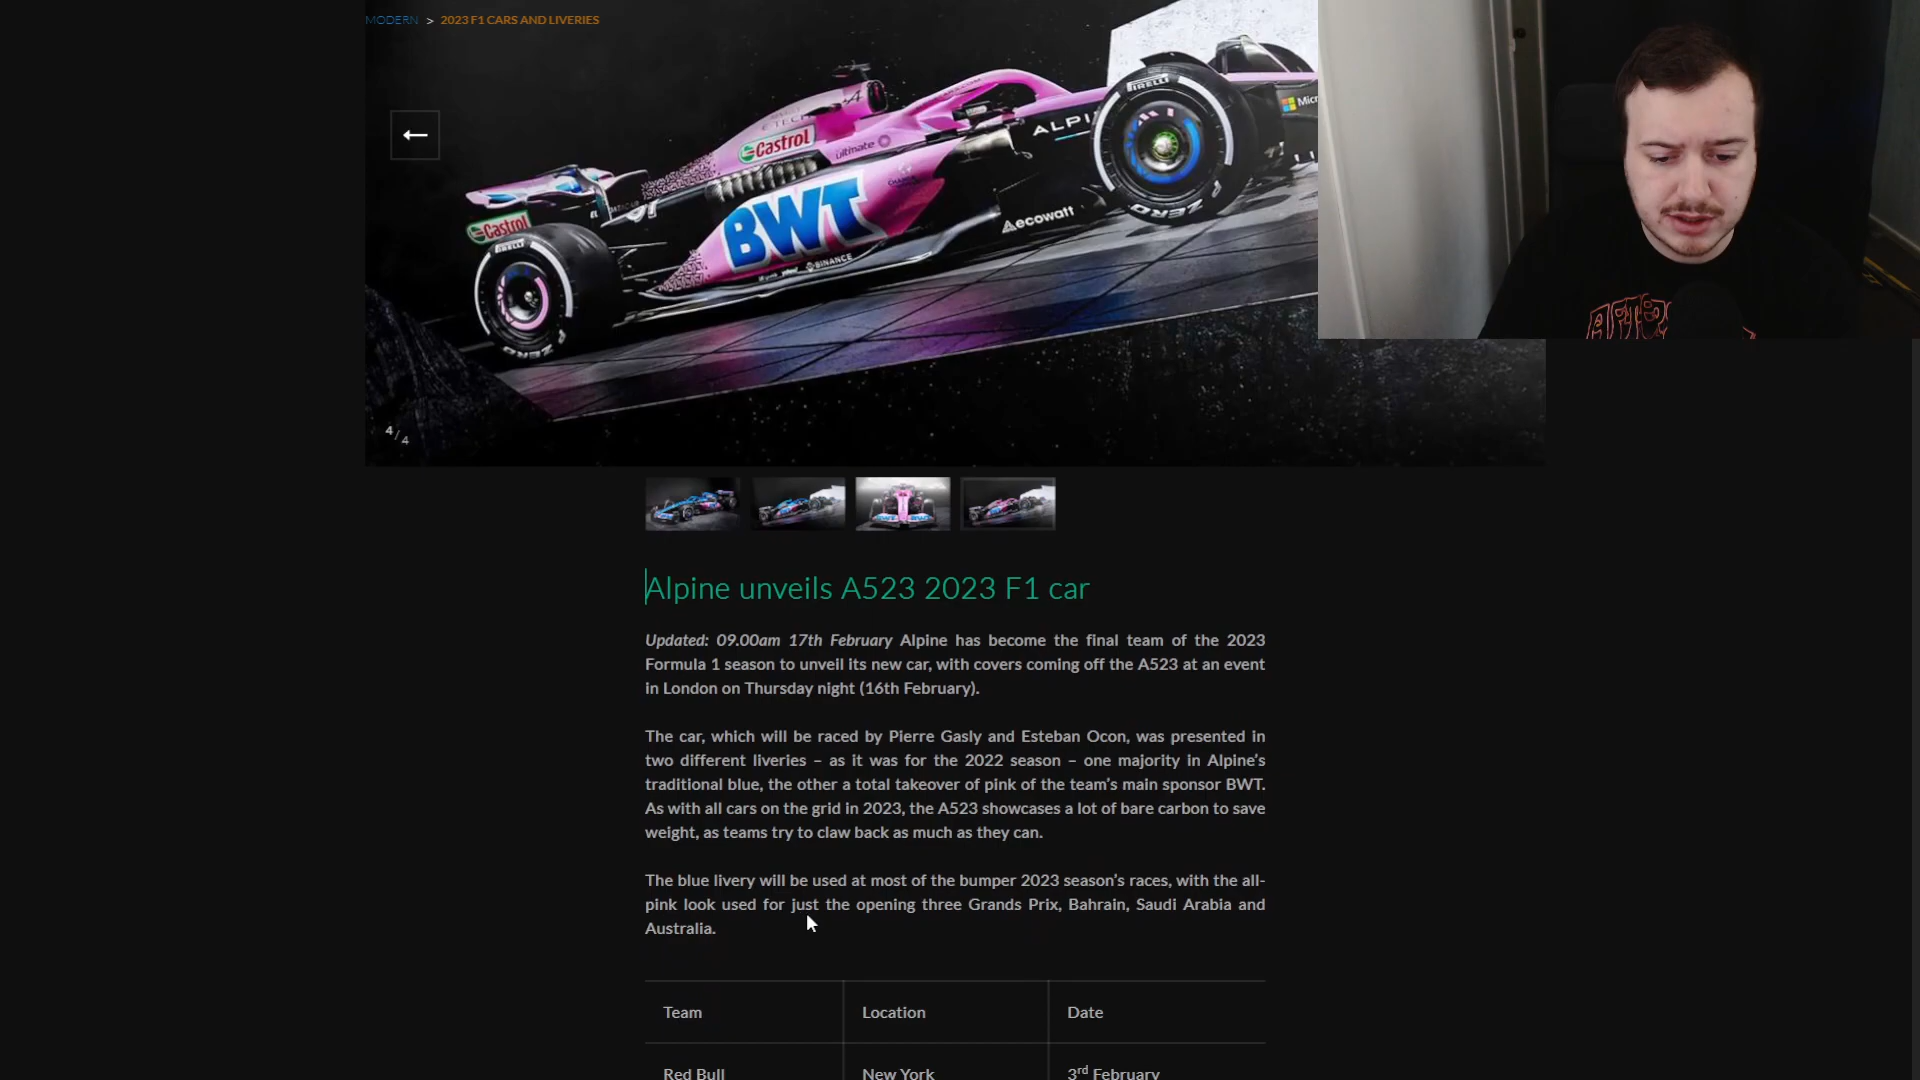 MODERN > 2023 F1 CARS AND LIVERIES
E-TECH
Castrol
ultimate
BWT
ALPI
PIRELLI
Micr
Castrol
PIRELLI
ecowatt
BINANCE
P ZERO
ZERO
4/4
BWT BWT
Alpine unveils A523 2023 F1 car
Updated: 09.00am 17th February Alpine has become the final team of the 2023
Formula 1 season to unveil its new car, with covers coming off the A523 at an event
in London on Thursday night (16th February).
The car, which will be raced by Pierre Gasly and Esteban Ocon, was presented in
two different liveries – as it was for the 2022 season – one majority in Alpine's
traditional blue, the other a total takeover of pink of the team's main sponsor BWT.
As with all cars on the grid in 2023, the A523 showcases a lot of bare carbon to save
weight, as teams try to claw back as much as they can.
The blue livery will be used at most of the bumper 2023 season's races, with the all-
pink look used for just the opening three Grands Prix, Bahrain, Saudi Arabia and
Australia.
Team Location Date
Red Bull New York 3rd February